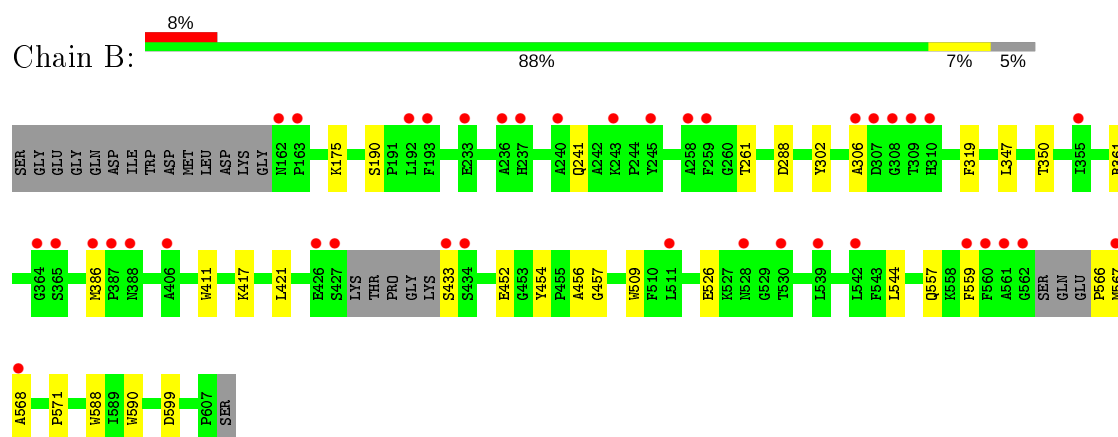 8%
Chain B:
88% 7% 5%
SER GLY GLU GLY GLN ASP ILE TRP ASP MET LEU ASP LYS GLY N162 P163 K175 S190 P191 L192 F193 E233 A236 H237 A240 Q241 A242 K243 P244 Y245 A258 F259 G260 T261 D288 Y302 A306 D307 G308 T309 H310 F319 L347 T350 I355
G364 S365 M386 P387 N388 A406 W411 K417 L421 E426 S427 LYS THR PRO GLY LYS S433 S434 E452 G453 Y454 P455 A456 G457 W509 F510 L511 E526 K527 N528 G529 T530 L539 L542 F543 L544 Q557 K558 F559 F560 A561 G562 SER GLN GLU P566 M567
A568 P571 W588 I589 W590 D599 P607 SER